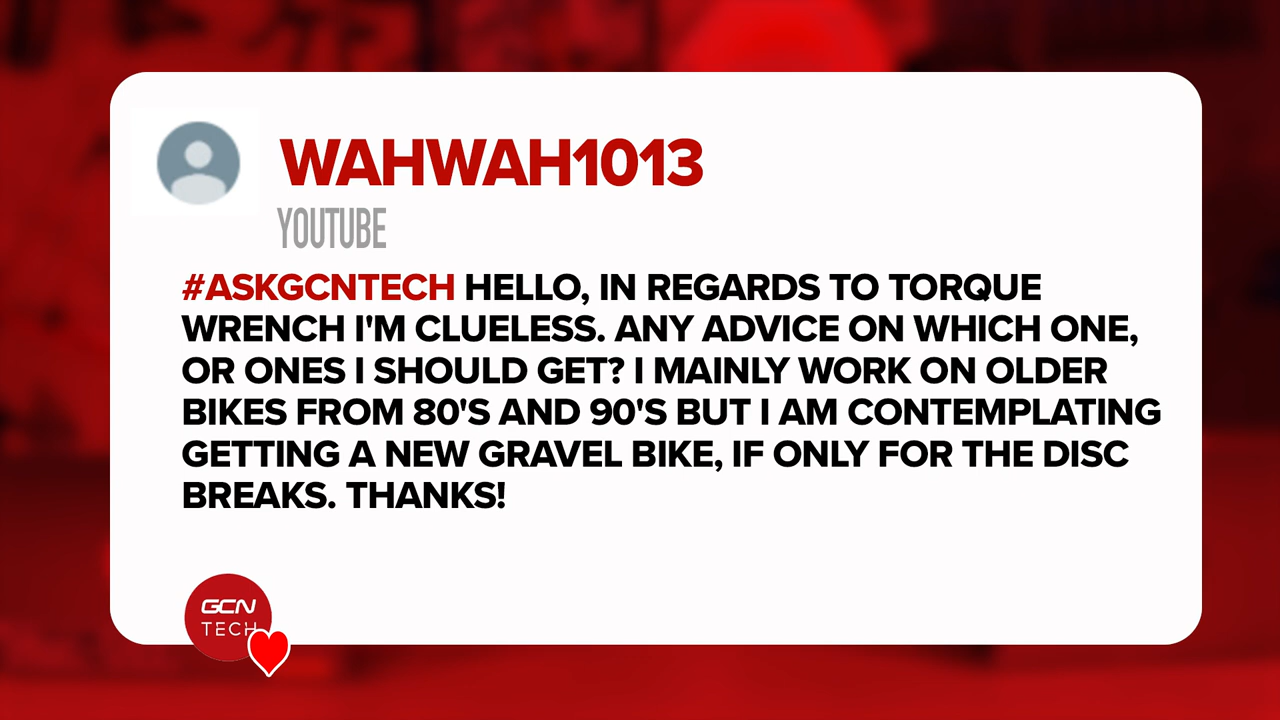 WAHWAH1013
YOUTUBE
#ASKGCNTECH HELLO, IN REGARDS TO TORQUE
WRENCH I'M CLUELESS. ANY ADVICE ON WHICH ONE,
OR ONES I SHOULD GET? I MAINLY WORK ON OLDER
BIKES FROM 80'S AND 90'S BUT I AM CONTEMPLATING
GETTING A NEW GRAVEL BIKE, IF ONLY FOR THE DISC
BREAKS. THANKS!
GCN
TECH